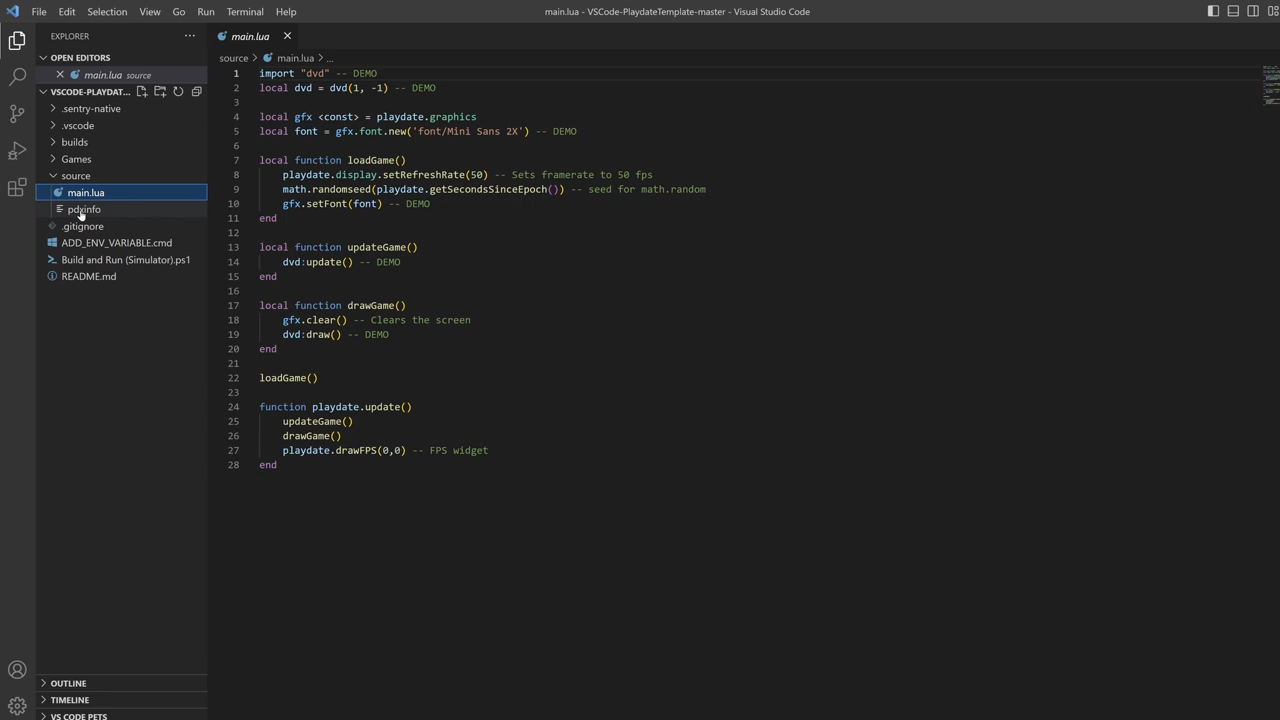 File Edit Selection View Go Run Terminal Help
main.lua - VSCode-PlaydateTemplate-master - Visual Studio Code
EXPLORER
OPEN EDITORS
main.lua source
VSCODE-PLAYDAT...
.sentry-native
.vscode
builds
Games
source
main.lua
pdxinfo
.gitignore
ADD_ENV_VARIABLE.cmd
Build and Run (Simulator).ps1
README.md
OUTLINE
TIMELINE
VS CODE PETS
main.lua
source > main.lua > ...
1 import "dvd" -- DEMO
2 local dvd = dvd(1, -1) -- DEMO
3
4 local gfx <const> = playdate.graphics
5 local font = gfx.font.new('font/Mini Sans 2X') -- DEMO
6
7 local function loadGame()
8 playdate.display.setRefreshRate(50) -- Sets framerate to 50 fps
9 math.randomseed(playdate.getSecondsSinceEpoch()) -- seed for math.random
10 gfx.setFont(font) -- DEMO
11 end
12
13 local function updateGame()
14 dvd:update() -- DEMO
15 end
16
17 local function drawGame()
18 gfx.clear() -- Clears the screen
19 dvd:draw() -- DEMO
20 end
21
22 loadGame()
23
24 function playdate.update()
25 updateGame()
26 drawGame()
27 playdate.drawFPS(0,0) -- FPS widget
28 end